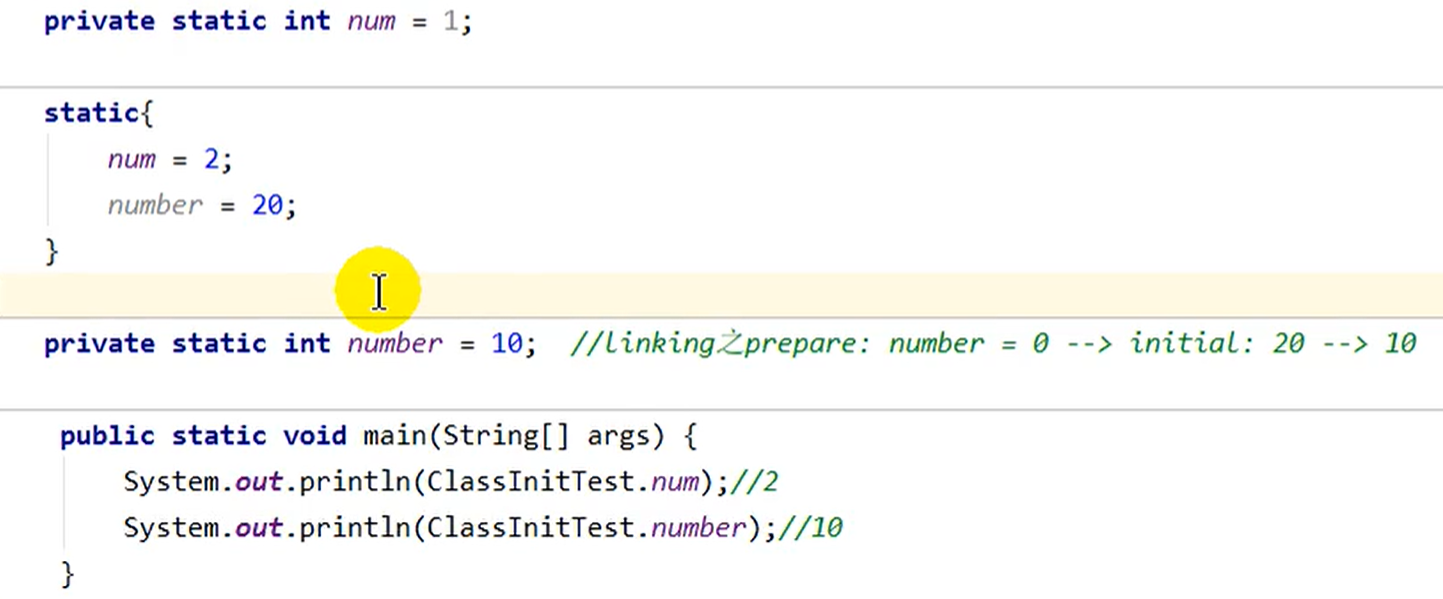 private static int num = 1;
static{
num = 2;
number = 20;
}
private static int number = 10;  //linking之prepare: number = 0 --> initial: 20 --> 10
public static void main(String[] args) {
System.out.println(ClassInitTest.num);//2
System.out.println(ClassInitTest.number);//10
}